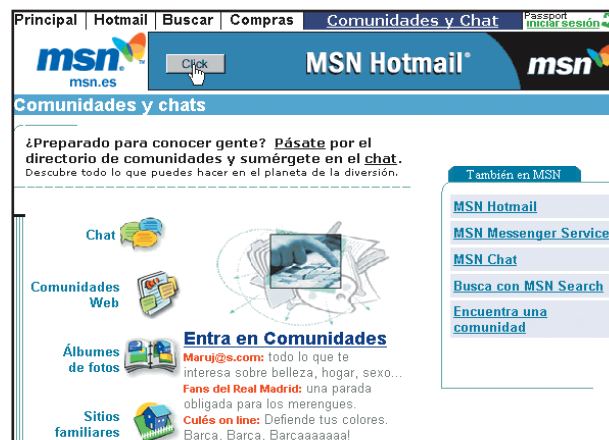 Principal | Hotmail | Buscar | Compras | Comunidades y Chat
Passport
iniciar sesión
msn.™
msn.es
Click
MSN Hotmail®
msn
Comunidades y chats
¿Preparado para conocer gente? Pásate por el
directorio de comunidades y sumérgete en el chat.
Descubre todo lo que puedes hacer en el planeta de la diversión.
Chat
Comunidades
Web
Álbumes
de fotos
Sitios
familiares
Entra en Comunidades
Maruj@s.com: todo lo que te
interesa sobre belleza, hogar, sexo...
Fans del Real Madrid: una parada
obligada para los merengues.
Culés on line: Defiende tus colores.
Barça, Barça, Barcaaaaaaa!
También en MSN
MSN Hotmail
MSN Messenger Service
MSN Chat
Busca con MSN Search
Encuentra una
comunidad